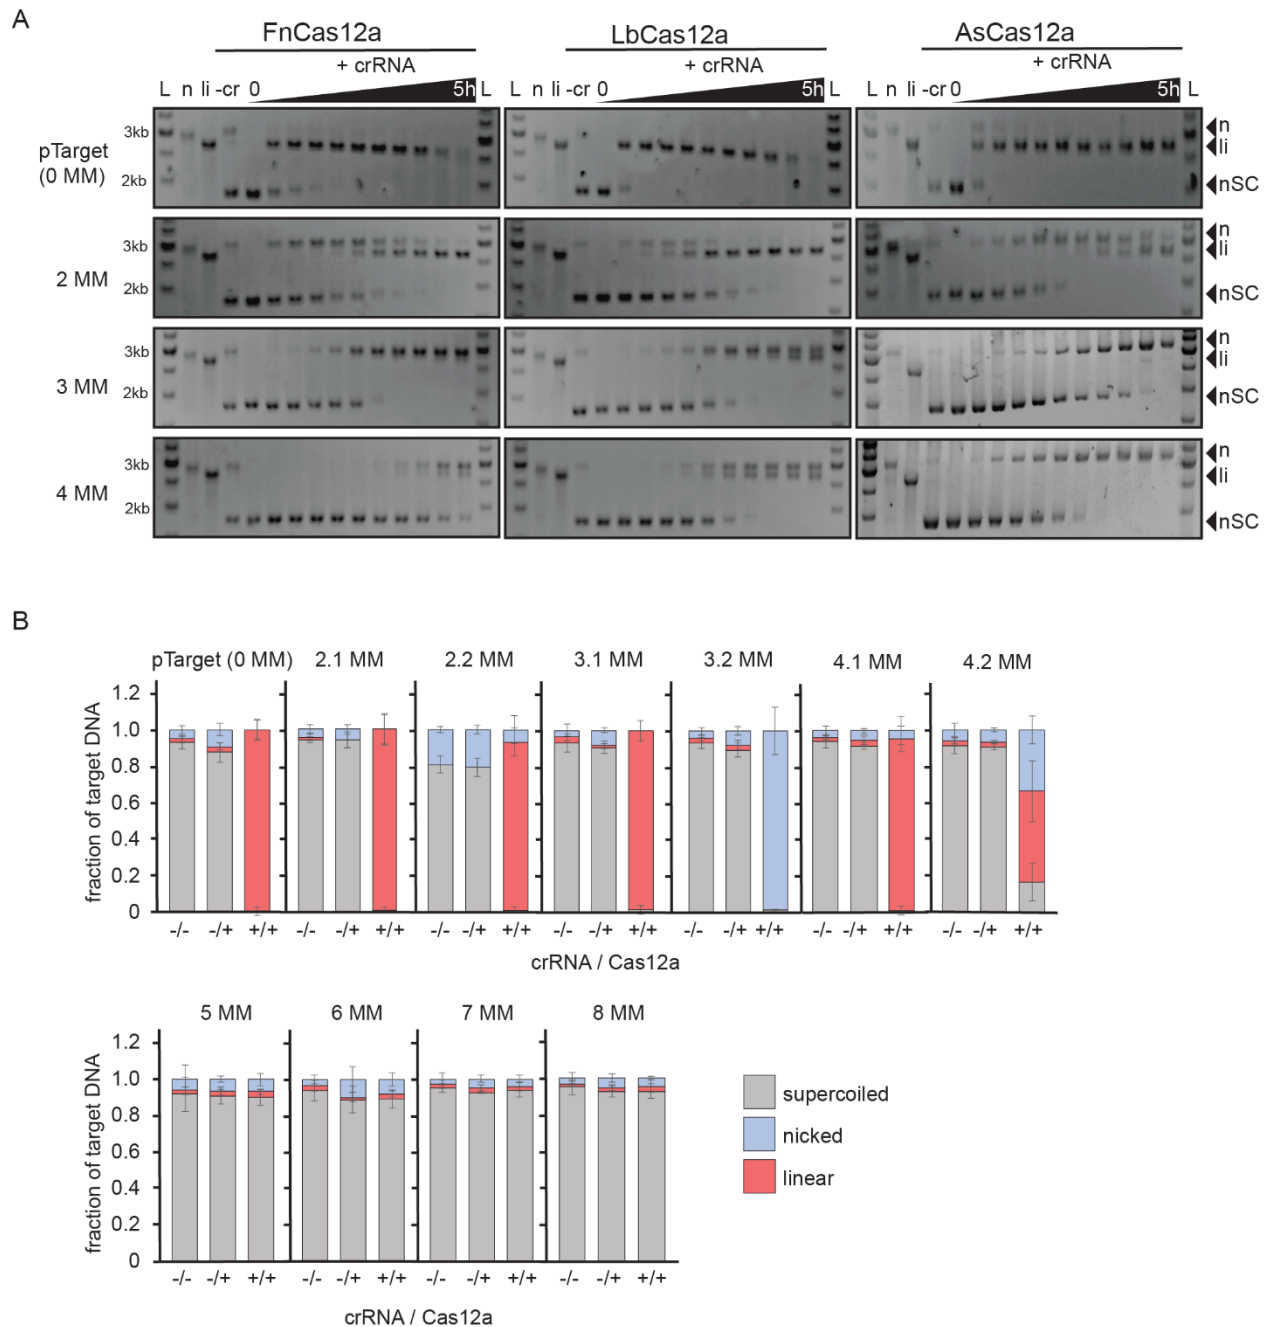 A
FnCas12a LbCas12a AsCas12a
+ crRNA + crRNA + crRNA
L n li -cr 0 5h L n li -cr 0 5h L L n li -cr 0 5h L
pTarget (0 MM)
3kb
2kb
n
li
nSC
2 MM
3kb
2kb
n
li
nSC
3 MM
3kb
2kb
n
li
nSC
4 MM
3kb
2kb
n
li
nSC
B
pTarget (0 MM) 2.1 MM 2.2 MM 3.1 MM 3.2 MM 4.1 MM 4.2 MM
fraction of target DNA
1.2
1.0
0.8
0.6
0.4
0.2
0
-/- -/+ +/+ -/- -/+ +/+ -/- -/+ +/+ -/- -/+ +/+ -/- -/+ +/+ -/- -/+ +/+ -/- -/+ +/+
crRNA / Cas12a
5 MM 6 MM 7 MM 8 MM
fraction of target DNA
1.2
1.0
0.8
0.6
0.4
0.2
0
-/- -/+ +/+ -/- -/+ +/+ -/- -/+ +/+ -/- -/+ +/+
crRNA / Cas12a
supercoiled
nicked
linear